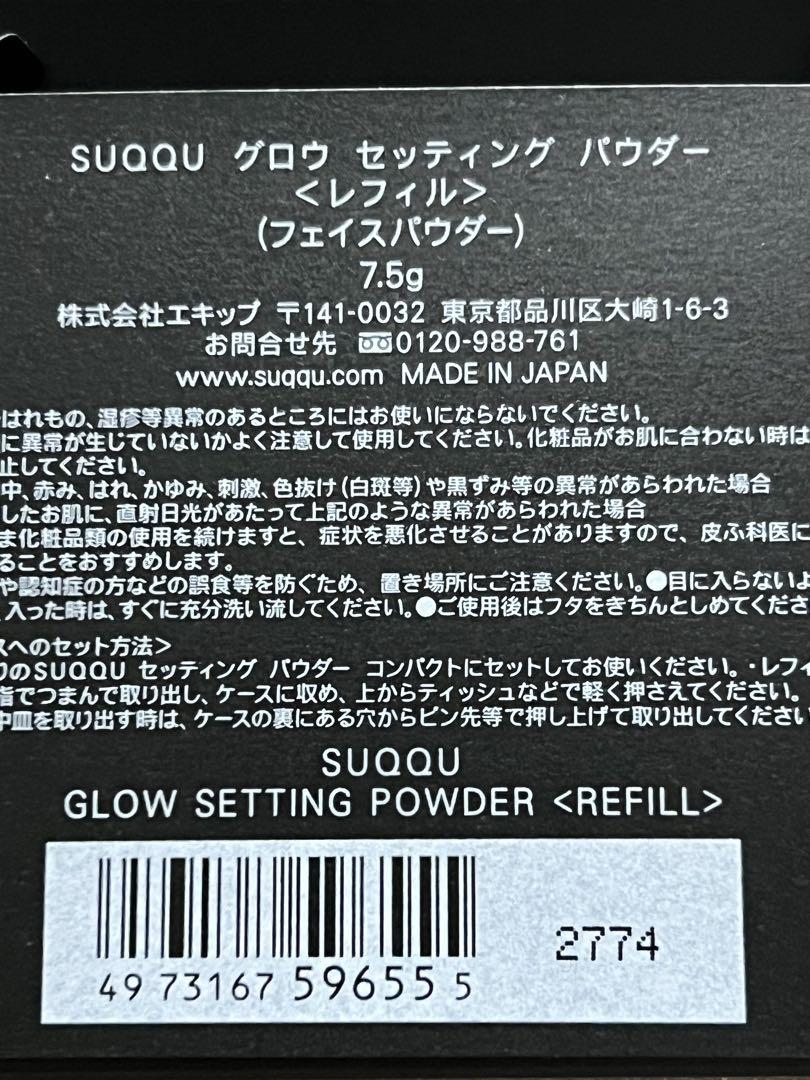 SUQQU グロウ セッティング パウダー
＜レフィル＞
(フェイスパウダー)
7.5g
株式会社エキップ 〒141-0032 東京都品川区大崎1-6-3
お問合せ先 0120-988-761
www.suqqu.com MADE IN JAPAN
はれもの、湿疹等異常のあるところにはお使いにならないでください。
に異常が生じていないかよく注意して使用してください。化粧品がお肌に合わない時は
止してください。
中、赤み、はれ、かゆみ、刺激、色抜け(白斑等)や黒ずみ等の異常があらわれた場合
したお肌に、直射日光があたって上記のような異常があらわれた場合
ま化粧品類の使用を続けますと、症状を悪化させることがありますので、皮ふ科医に
ることをおすすめします。
や認知症の方などの誤食等を防ぐため、置き場所にご注意ください。●目に入らないよ
入った時は、すぐに充分洗い流してください。●ご使用後はフタをきちんとしめてくださ
スへのセット方法＞
りのSUQQU セッティング パウダー コンパクトにセットしてお使いください。・レフィ
指でつまんで取り出し、ケースに収め、上からティッシュなどで軽く押さえてください。
中皿を取り出す時は、ケースの裏にある穴からピン先等で押し上げて取り出してください
SUQQU
GLOW SETTING POWDER <REFILL>
2774
49 73167 59655 5